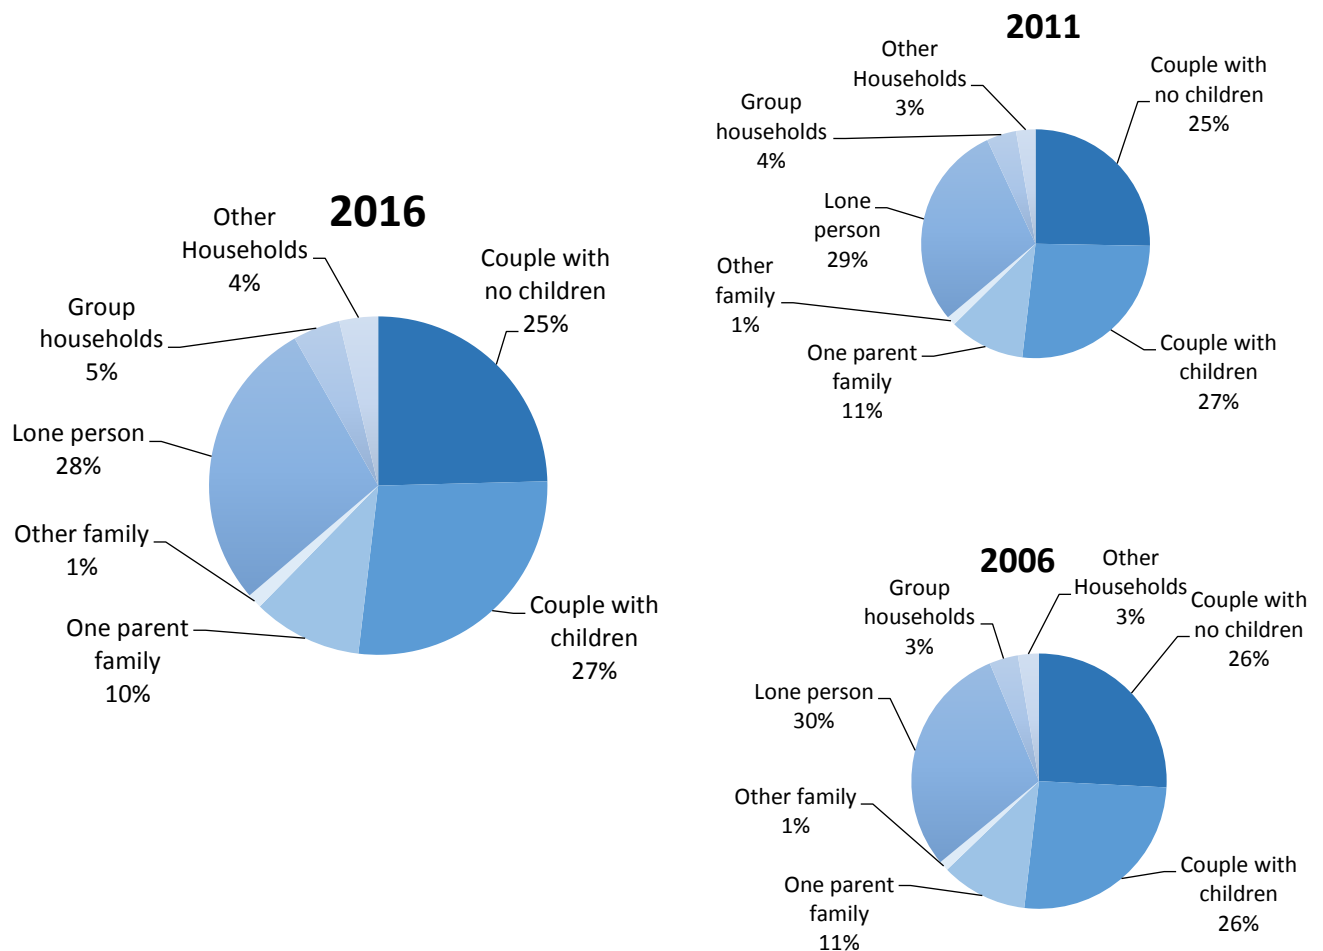 2016
Other
Households
4%
Couple with
no children
25%
Group
households
5%
Lone person
28%
Other family
1%
One parent
family
10%
Couple with
children
27%
2011
Other
Households
3%
Couple with
no children
25%
Group
households
4%
Lone
person
29%
Other
family
1%
One parent
family
11%
Couple with
children
27%
2006
Other
Households
3%
Group
households
3%
Couple with
no children
26%
Lone person
30%
Other family
1%
One parent
family
11%
Couple with
children
26%